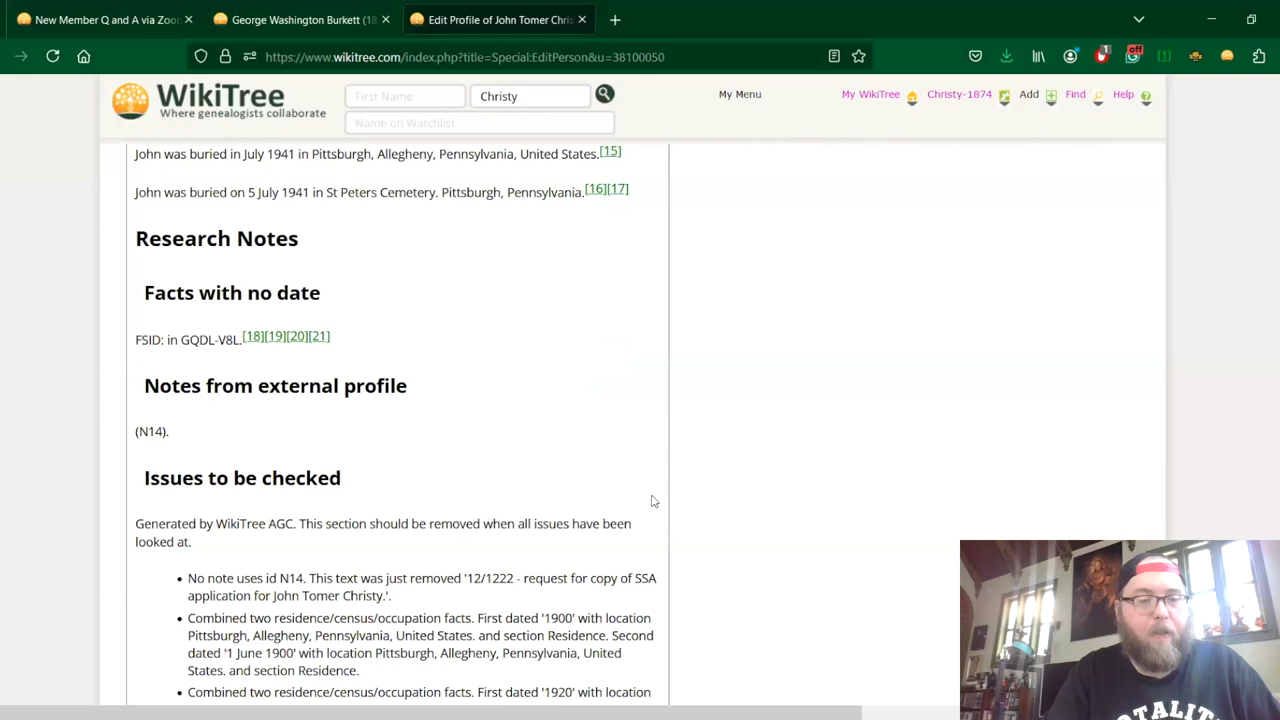 New Member Q and A via Zoo
George Washington Burkett (18
Edit Profile of John Tomer Chris
https://www.wikitree.com/index.php?title=Special:EditPerson&u=38100050
1
off
WikiTree
Where genealogists collaborate
First Name
Christy
Name on Watchlist
My Menu
My WikiTree
Christy-1874
Add
Find
Help
John was buried in July 1941 in Pittsburgh, Allegheny, Pennsylvania, United States.[15]
John was buried on 5 July 1941 in St Peters Cemetery. Pittsburgh, Pennsylvania.[16][17]
Research Notes
Facts with no date
FSID: in GQDL-V8L.[18][19][20][21]
Notes from external profile
(N14).
Issues to be checked
Generated by WikiTree AGC. This section should be removed when all issues have been
looked at.
• No note uses id N14. This text was just removed '12/1222 - request for copy of SSA
application for John Tomer Christy.'.
• Combined two residence/census/occupation facts. First dated '1900' with location
Pittsburgh, Allegheny, Pennsylvania, United States. and section Residence. Second
dated '1 June 1900' with location Pittsburgh, Allegheny, Pennsylvania, United
States. and section Residence.
• Combined two residence/census/occupation facts. First dated '1920' with location